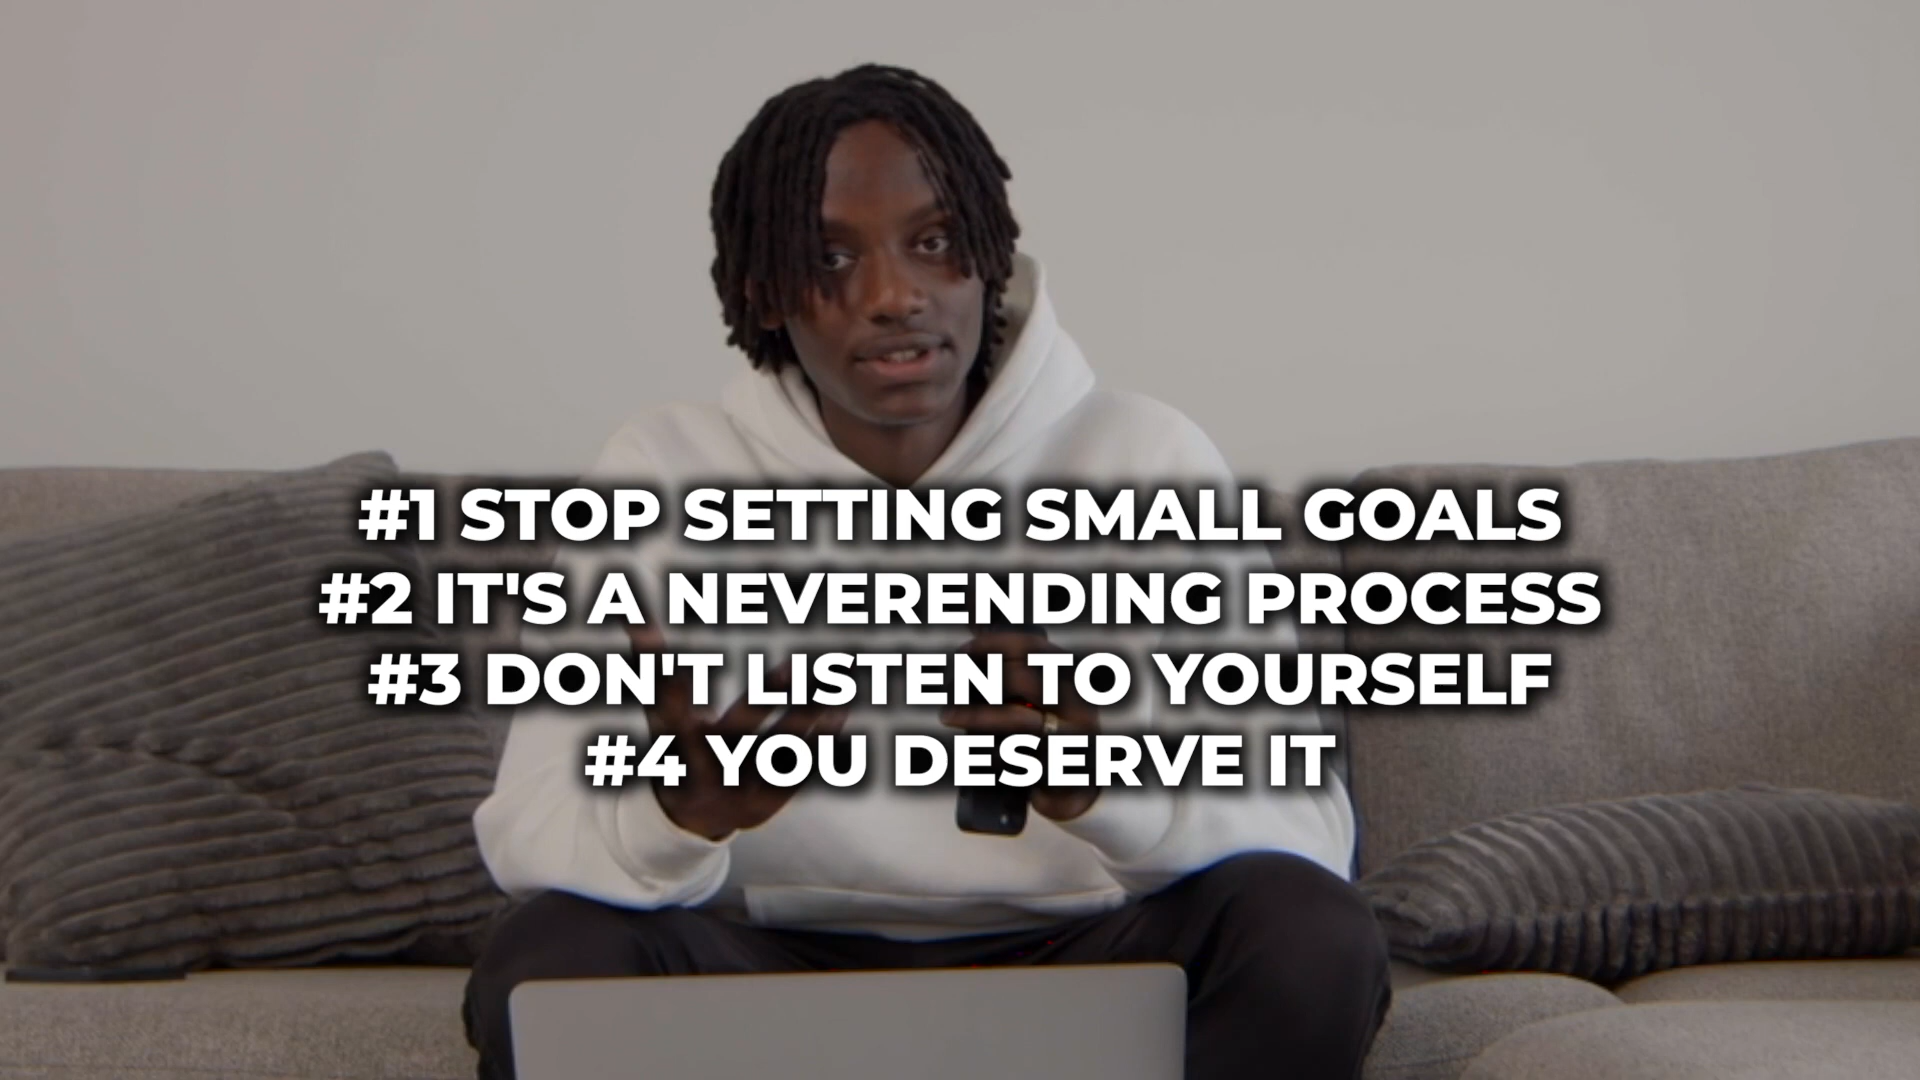 #1 STOP SETTING SMALL GOALS
#2 IT'S A NEVERENDING PROCESS
#3 DON'T LISTEN TO YOURSELF
#4 YOU DESERVE IT